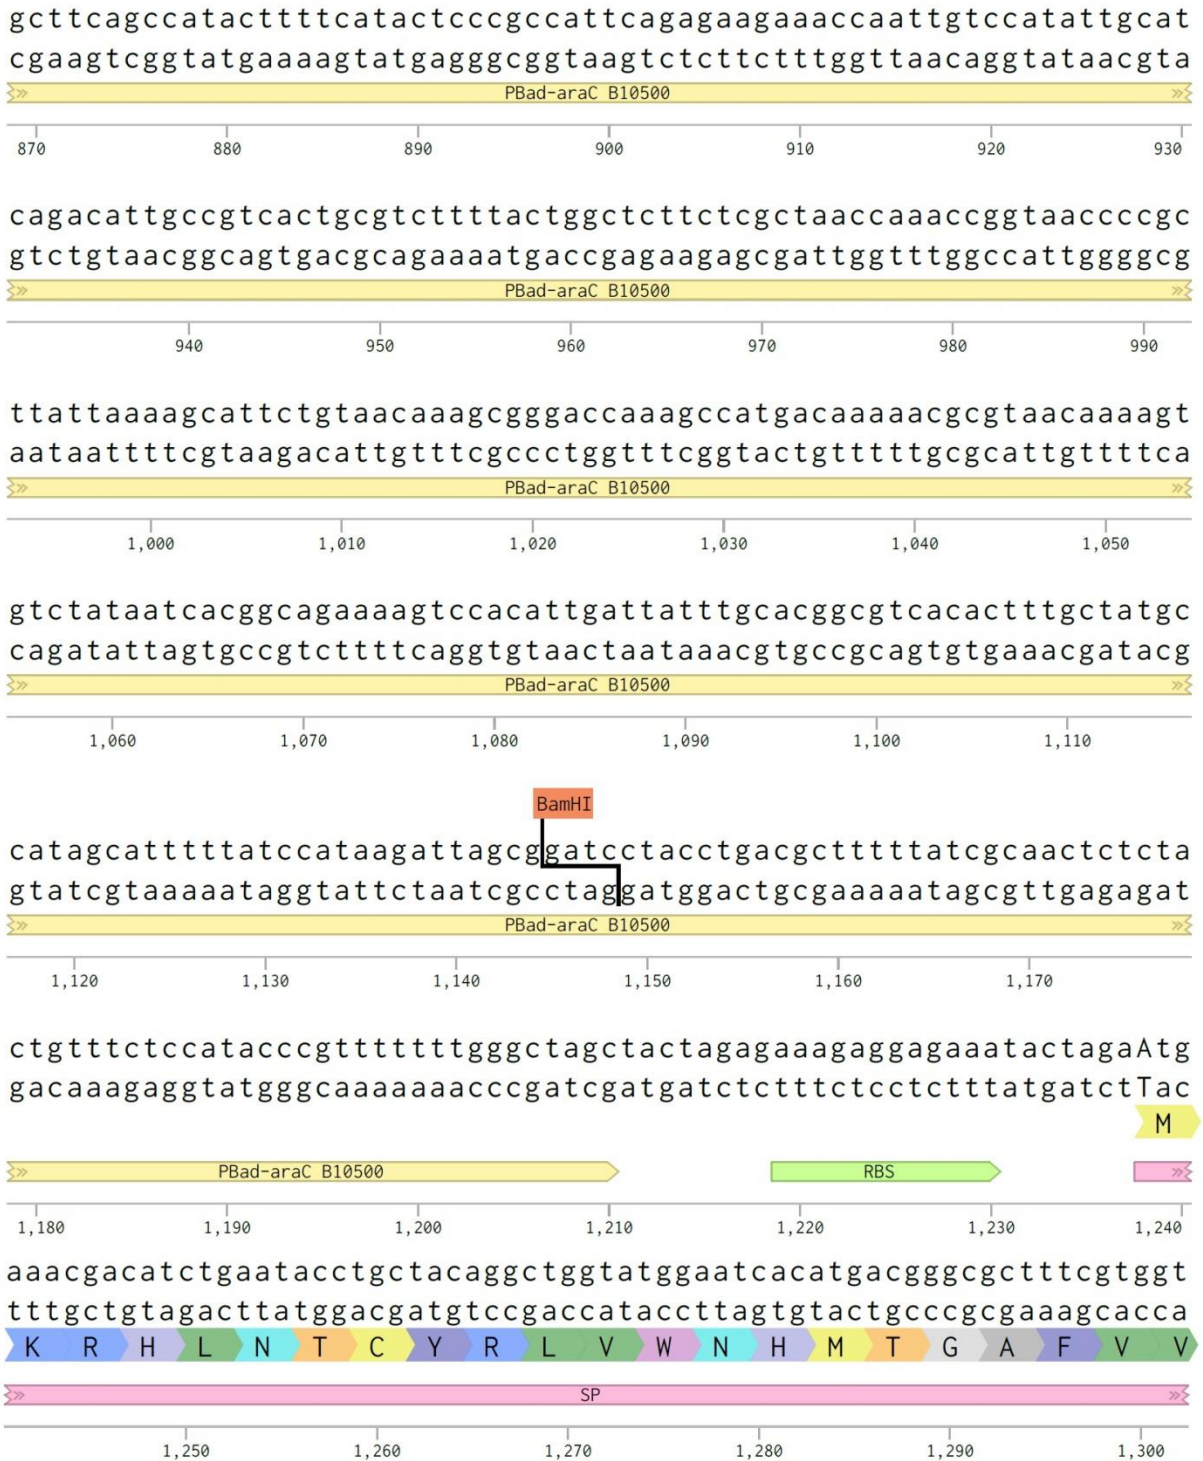 gcttcagccatacttttcatactcccgccattcagagaagaaaccaattgtccatattgcat
cgaagtcggtatgaaaagtatgagggcggtaagtctcttctttggttaacaggtataacgta
PBad-araC B10500
870 880 890 900 910 920 930
cagacattgccgtcactgcgtcttttactggctcttctcgctaaccaaaccggtaaccccgc
gtctgtaacggcagtgacgcagaaaatgaccgagaagagcgattggtttggccattggggcg
PBad-araC B10500
940 950 960 970 980 990
ttattaaaagcattctgtaacaaagcgggaccaaagccatgacaaaaacgcgtaacaaaagt
aataattttcgtaagacattgtttcgccctggtttcggtactgtttttgcgcattgttttca
PBad-araC B10500
1,000 1,010 1,020 1,030 1,040 1,050
gtctataatcacggcagaaaagtccacattgattatttgcacggcgtcacactttgctatgc
cagatattagtgccgtcttttcaggtgtaactaataaacgtgccgcagtgtgaaacgatacg
PBad-araC B10500
1,060 1,070 1,080 1,090 1,100 1,110
BamHI
catagcatttttatccataagattagcggatcctacctgacgctttttatcgcaactctcta
gtatcgtaaaaataggtattctaatcgcctaggatggactgcgaaaaatagcgttgagagat
PBad-araC B10500
1,120 1,130 1,140 1,150 1,160 1,170
ctgtttctccatacccgtttttttgggctagctactagagaaagaggagaaatactagaAtg
gacaaagaggtatgggcaaaaaaacccgatcgatgatctctttctcctctttatgatctTac
M
PBad-araC B10500 RBS
1,180 1,190 1,200 1,210 1,220 1,230 1,240
aaacgacatctgaatacctgctacaggctggtatggaatcacatgacgggcgctttcgtggt
tttgctgtagacttatggacgatgtccgaccataccttagtgtactgcccgcgaaagcacca
K R H L N T C Y R L V W N H M T G A F V V
SP
1,250 1,260 1,270 1,280 1,290 1,300